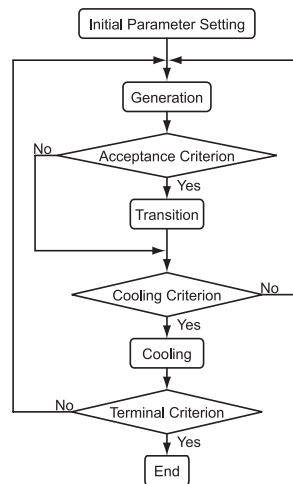 Initial Parameter Setting
Generation
No
Acceptance Criterion
Yes
Transition
Cooling Criterion
No
Yes
Cooling
No
Terminal Criterion
Yes
End